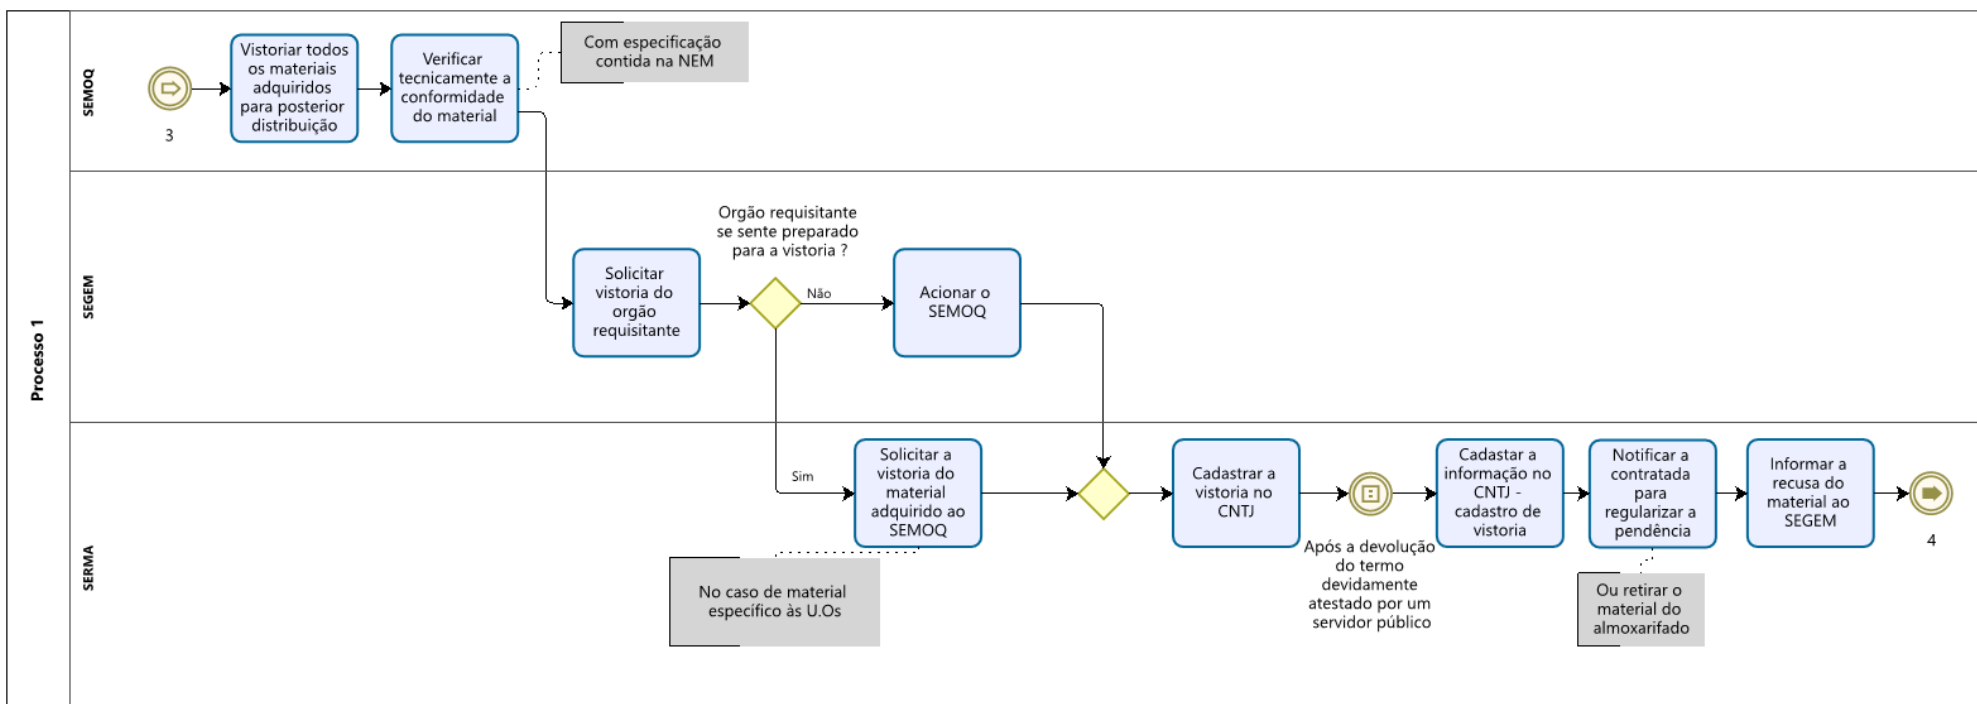 Processo 1
SEMOQ
3
Vistoriar todos
os materiais
adquiridos
para posterior
distribuição
Verificar
tecnicamente a
conformidade
do material
Com especificação
contida na NEM
SEGEM
Solicitar
vistoria do
orgão
requisitante
Orgão requisitante
se sente preparado
para a vistoria ?
Não
Acionar o
SEMOQ
SERMA
Sim
Solicitar a
vistoria do
material
adquirido ao
SEMOQ
No caso de material
específico às U.Os
Cadastrar a
vistoria no
CNTJ
Após a devolução
do termo
devidamente
atestado por um
servidor público
Cadastar a
informação no
CNTJ -
cadastro de
vistoria
Notificar a
contratada
para
regularizar a
pendência
Ou retirar o
material do
almoxarifado
Informar a
recusa do
material ao
SEGEM
4